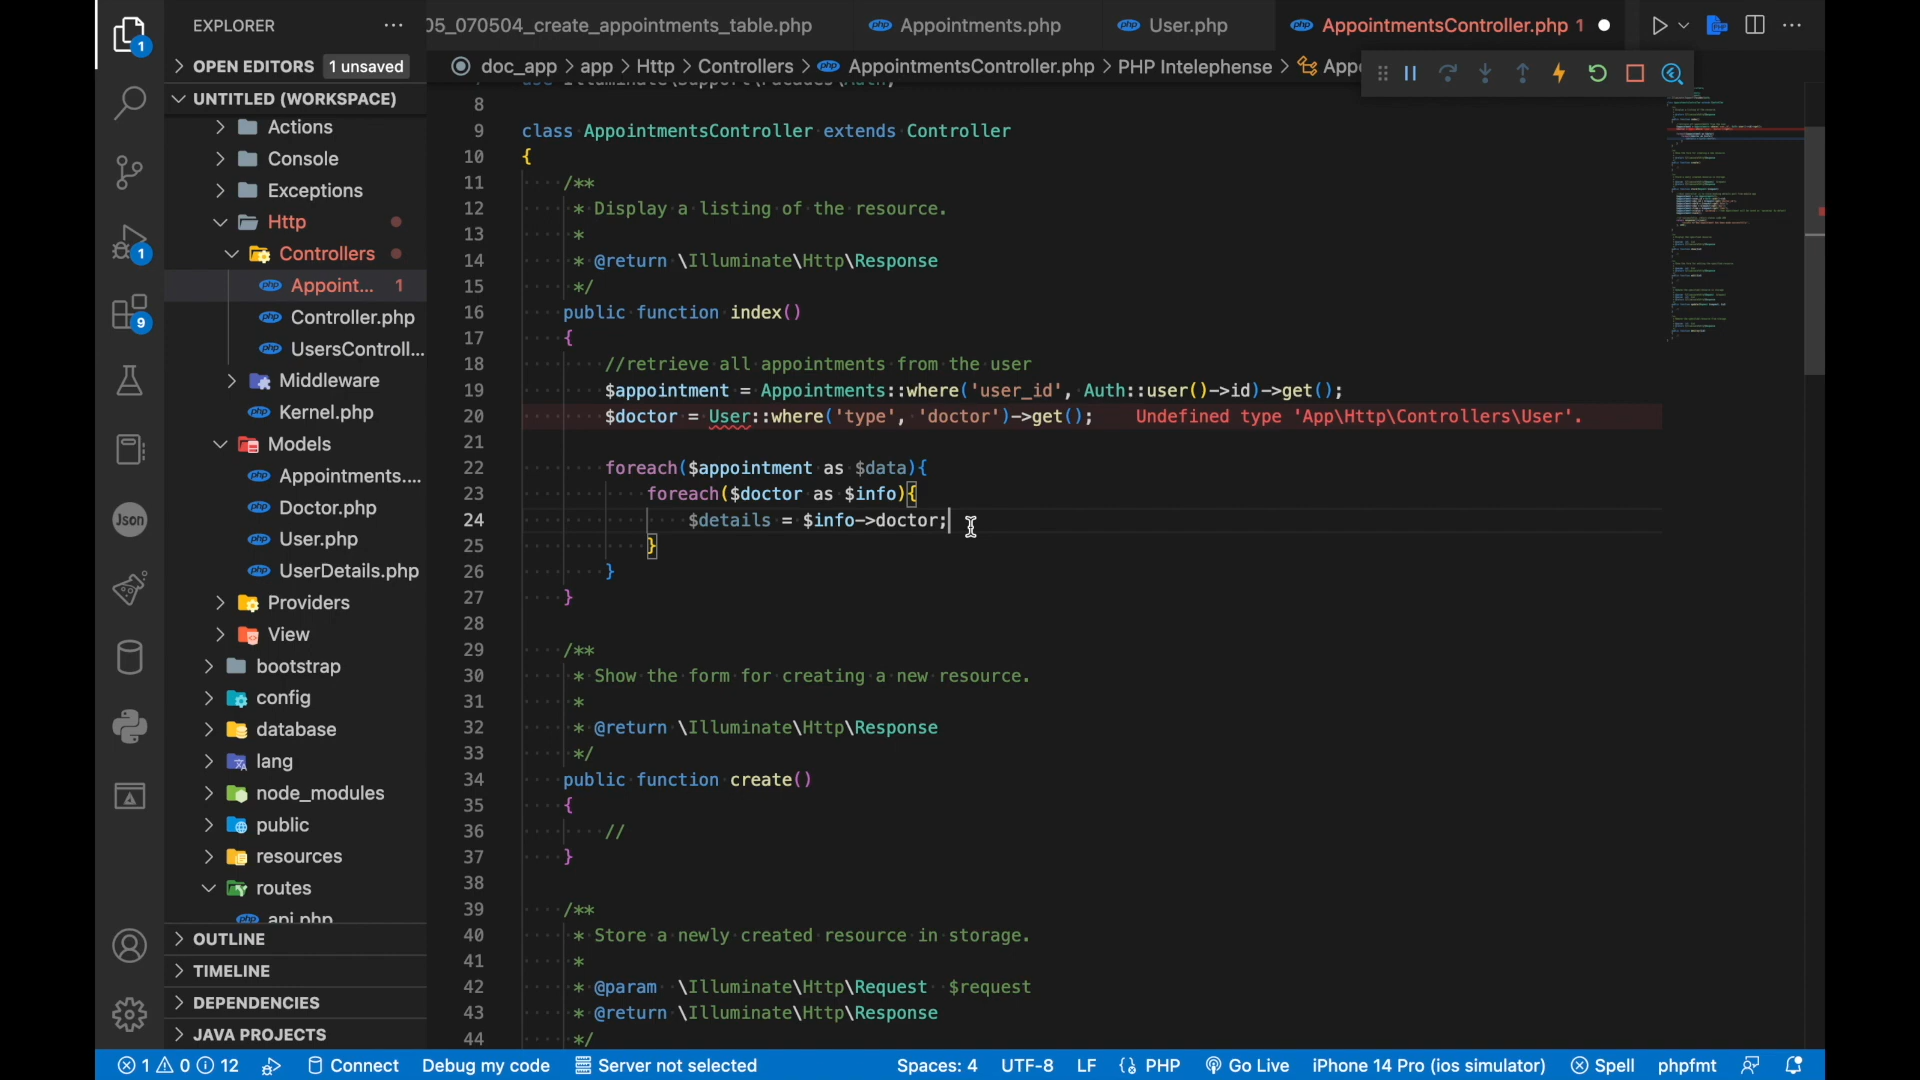 EXPLORER
05_070504_create_appointments_table.php
Appointments.php
User.php
AppointmentsController.php 1
OPEN EDITORS 1 unsaved
doc_app > app > Http > Controllers > AppointmentsController.php > PHP Intelephense >
UNTITLED (WORKSPACE)
Actions
Console
Exceptions
Http
Controllers
Appoint... 1
Controller.php
UsersControll...
Middleware
Kernel.php
Models
Appointments....
Doctor.php
User.php
UserDetails.php
Providers
View
bootstrap
config
database
lang
node_modules
public
resources
routes
api.php
OUTLINE
TIMELINE
DEPENDENCIES
JAVA PROJECTS
1
1
9
Json
8
9 class AppointmentsController extends Controller
10 {
11 /**
12 * Display a listing of the resource.
13 *
14 * @return \Illuminate\Http\Response
15 */
16 public function index()
17 {
18 //retrieve all appointments from the user
19 $appointment = Appointments::where('user_id', Auth::user()->id)->get();
20 $doctor = User::where('type', 'doctor')->get(); Undefined type 'App\Http\Controllers\User'.
21
22 foreach($appointment as $data){
23 foreach($doctor as $info){
24 $details = $info->doctor;
25 }
26 }
27 }
28
29 /**
30 * Show the form for creating a new resource.
31 *
32 * @return \Illuminate\Http\Response
33 */
34 public function create()
35 {
36 //
37 }
38
39 /**
40 * Store a newly created resource in storage.
41 *
42 * @param \Illuminate\Http\Request $request
43 * @return \Illuminate\Http\Response
44 */
1 0 12 Connect Debug my code Server not selected Spaces: 4 UTF-8 LF {} PHP Go Live iPhone 14 Pro (ios simulator) Spell phpfmt